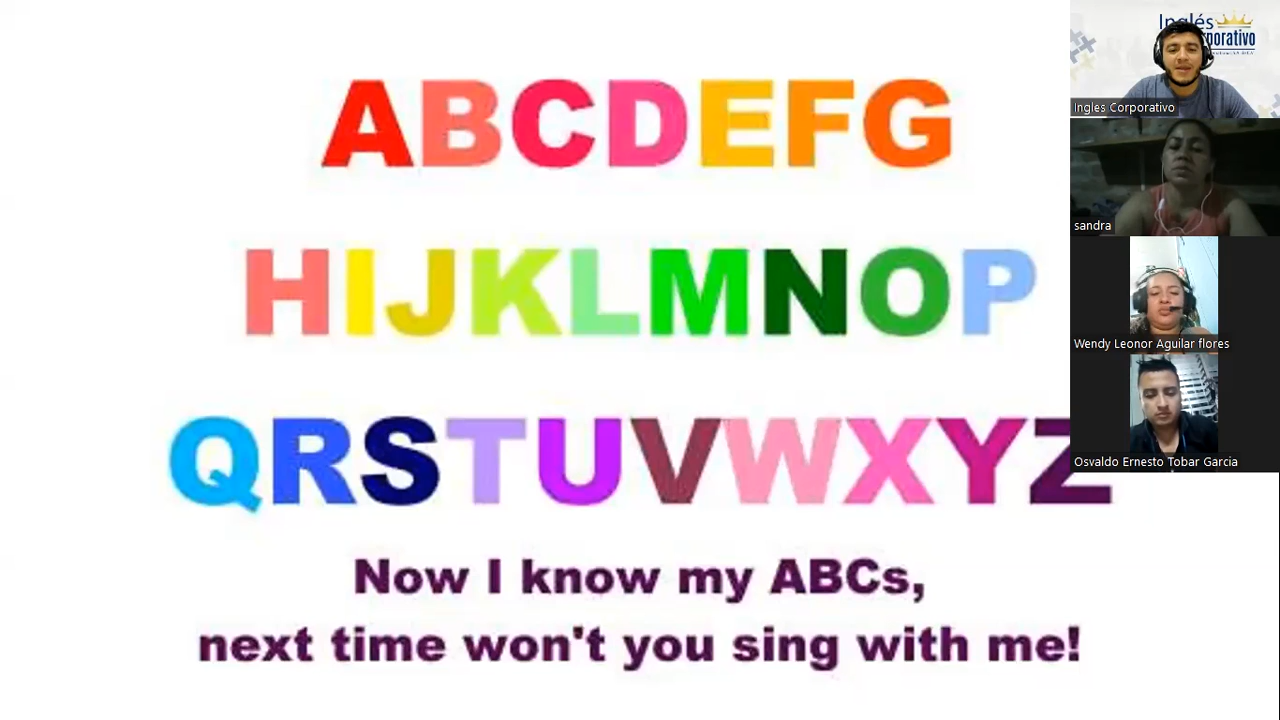 ABCDEFG
HIJKLMNOP
QRSTUVWXYZ
Now I know my ABCs,
next time won't you sing with me!
Inglés
Ingles Corporativo
sandra
Wendy Leonor Aguilar flores
Osvaldo Ernesto Tobar Garcia